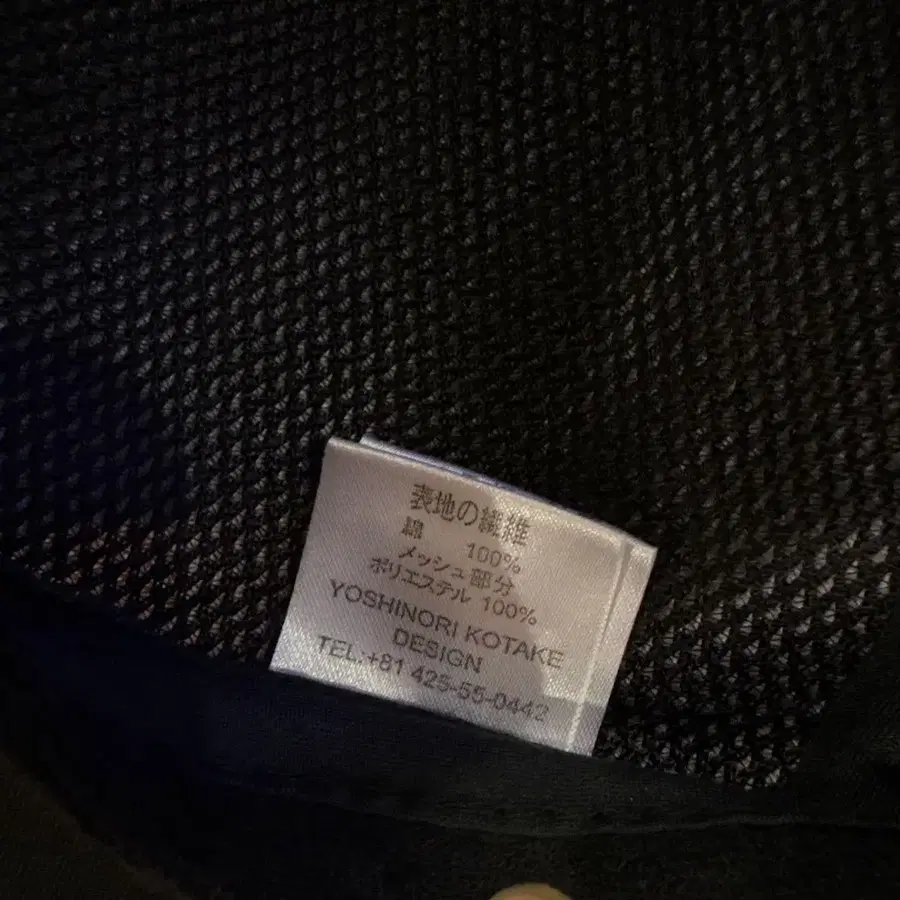 表地の繊維
綿 100%
メッシュ部分
ポリエステル 100%
YOSHINORI KOTAKE
DESIGN
TEL:+81 425-55-0442